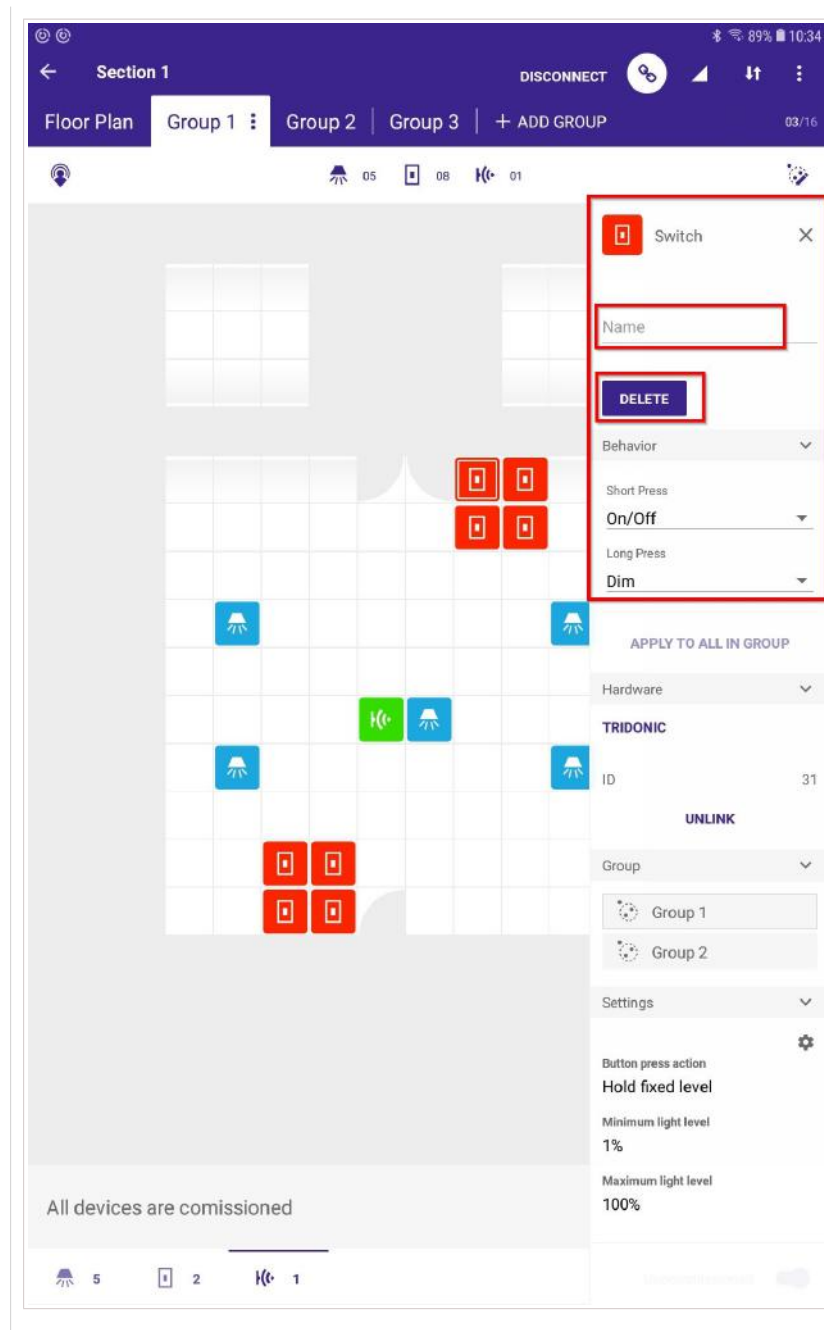 89% 10:34
Section 1 DISCONNECT
Floor Plan Group 1 Group 2 Group 3 + ADD GROUP 03/16
05 08 01
Switch
Name
DELETE
Behavior
Short Press
On/Off
Long Press
Dim
APPLY TO ALL IN GROUP
Hardware
TRIDONIC
ID 31
UNLINK
Group
Group 1
Group 2
Settings
Button press action
Hold fixed level
Minimum light level
1%
Maximum light level
100%
All devices are comissioned
5 2 1